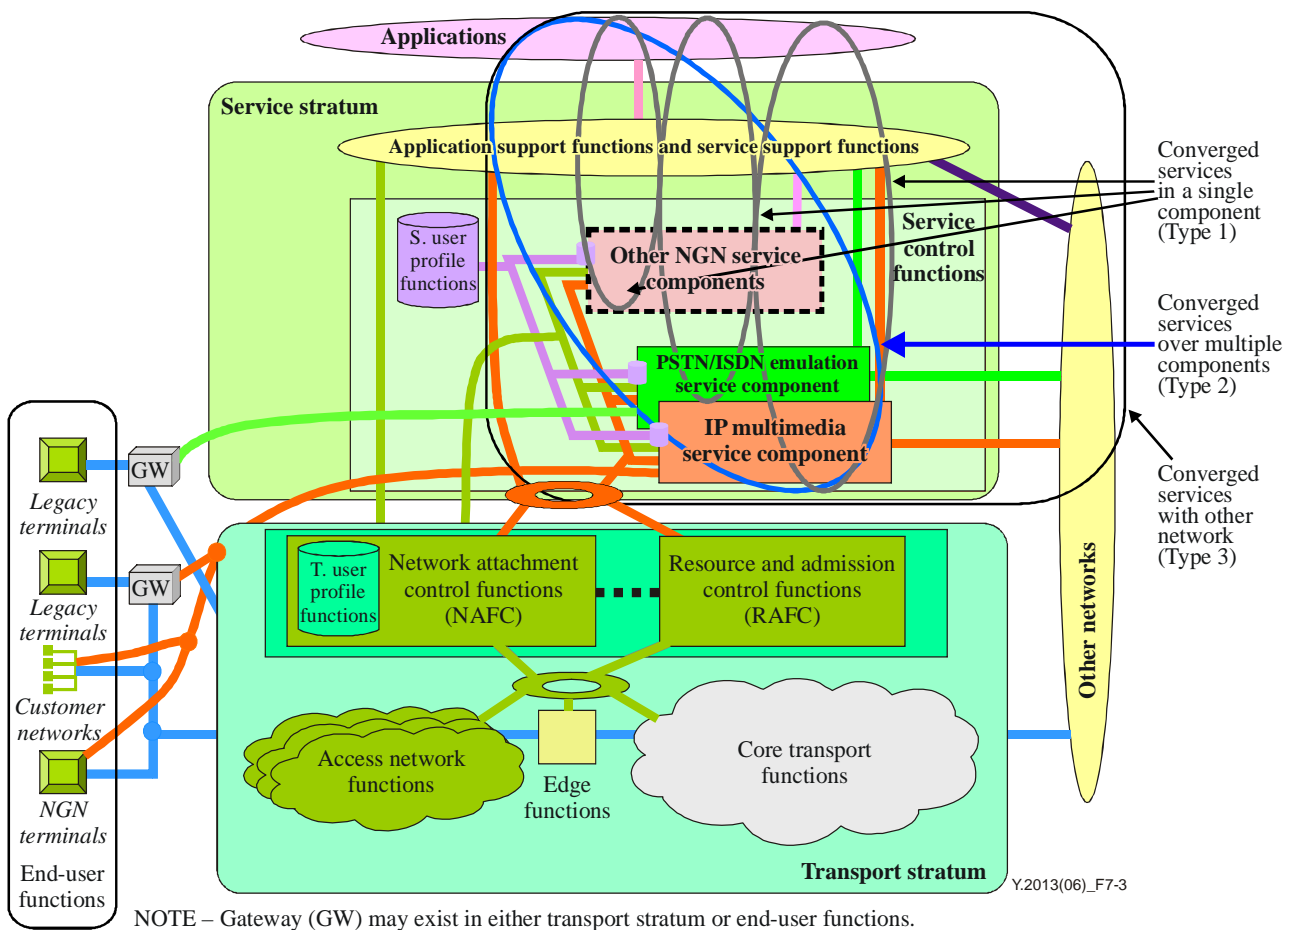 Applications
Service stratum
Application support functions and service support functions
Converged
services
in a single
component
(Type 1)
S. user
profile
functions
Service
control
functions
Other NGN service
components
Converged
services
over multiple
components
(Type 2)
PSTN/ISDN emulation
service component
IP multimedia
service component
GW
Legacy
terminals
Converged
services
with other
network
(Type 3)
T. user
profile
functions
Network attachment
control functions
(NAFC)
Resource and admission
control functions
(RAFC)
GW
Legacy
terminals
Other networks
Customer
networks
Access network
functions
Edge
functions
Core transport
functions
NGN
terminals
End-user
functions
Transport stratum
Y.2013(06)_F7-3
NOTE – Gateway (GW) may exist in either transport stratum or end-user functions.